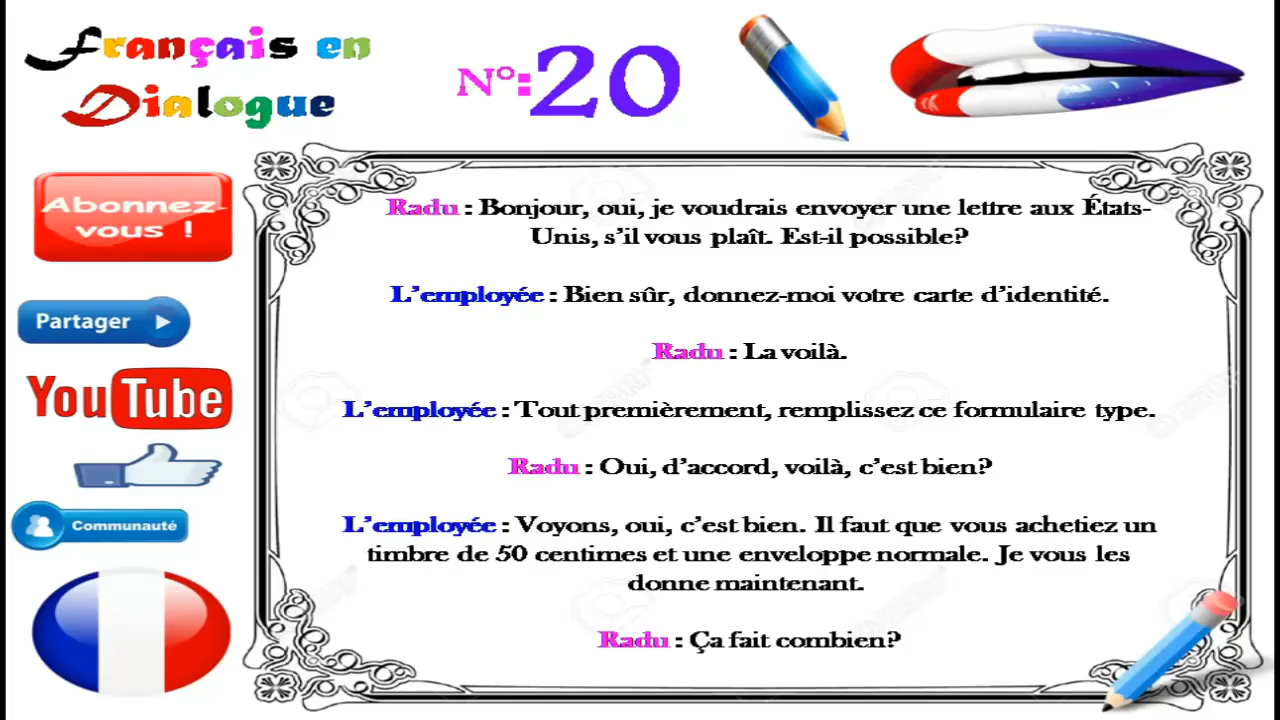 Français en
Dialogue
N°:20
Abonnez-
vous !
Partager
YouTube
Communauté
Radu : Bonjour, oui, je voudrais envoyer une lettre aux États-
Unis, s'il vous plaît. Est-il possible?
L'employée : Bien sûr, donnez-moi votre carte d'identité.
Radu : La voilà.
L'employée : Tout premièrement, remplissez ce formulaire type.
Radu : Oui, d'accord, voilà, c'est bien?
L'employée : Voyons, oui, c'est bien. Il faut que vous achetiez un
timbre de 50 centimes et une enveloppe normale. Je vous les
donne maintenant.
Radu : Ça fait combien?